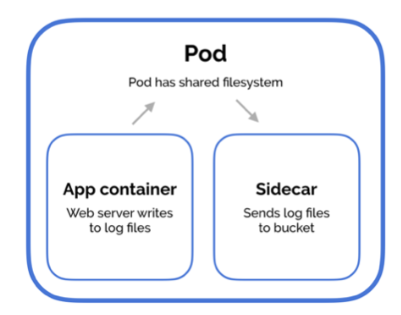 Pod
Pod has shared filesystem
App container
Web server writes
to log files
Sidecar
Sends log files
to bucket